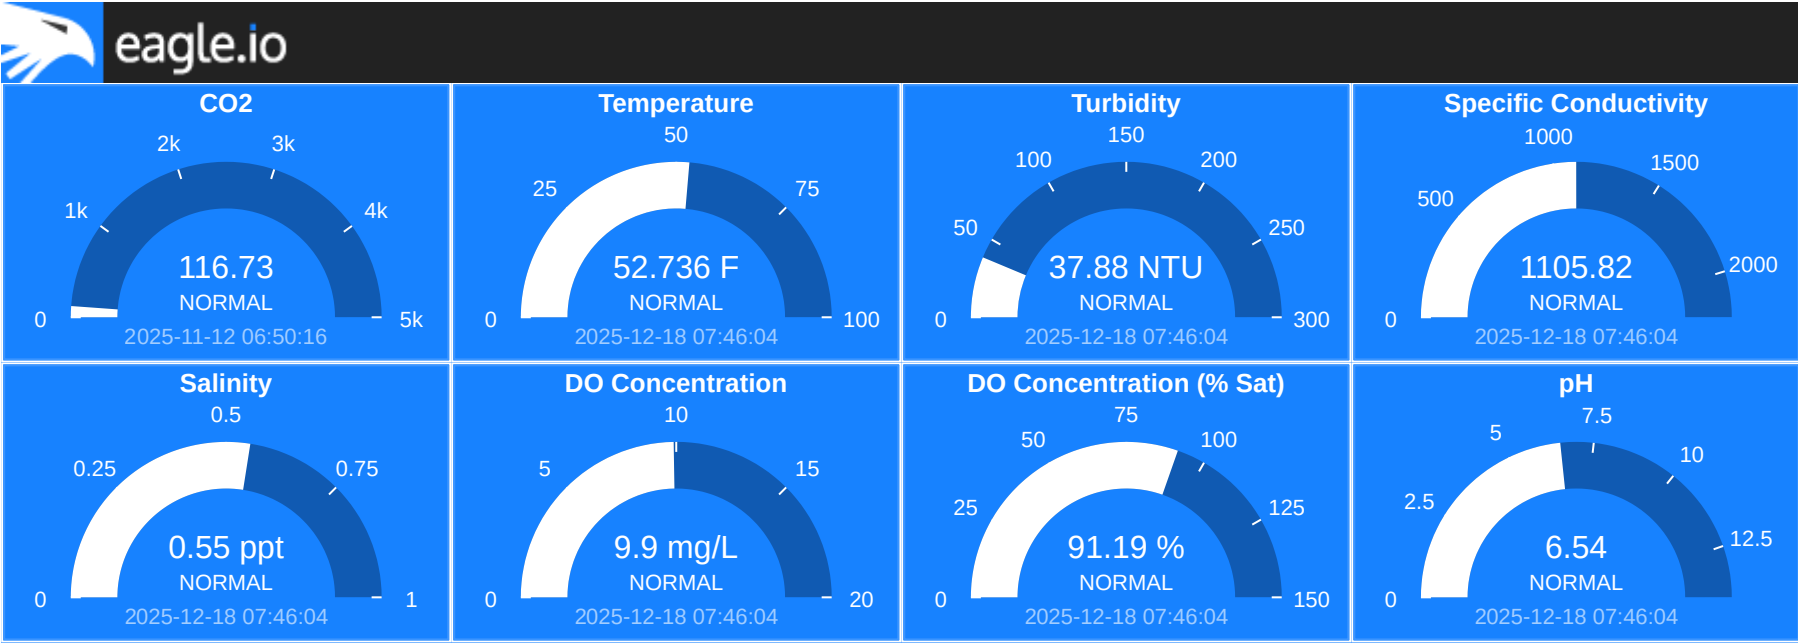 eagle.io
CO2
2k
3k
1k
4k
116.73
NORMAL
0
5k
2025-11-12 06:50:16
Temperature
50
25
75
52.736 F
NORMAL
0
100
2025-12-18 07:46:04
Turbidity
150
100
200
50
250
37.88 NTU
NORMAL
0
300
2025-12-18 07:46:04
Specific Conductivity
1000
1500
500
2000
1105.82
NORMAL
0
2025-12-18 07:46:04
Salinity
0.5
0.25
0.75
0.55 ppt
NORMAL
0
1
2025-12-18 07:46:04
DO Concentration
10
5
15
9.9 mg/L
NORMAL
0
20
2025-12-18 07:46:04
DO Concentration (% Sat)
75
50
100
25
125
91.19 %
NORMAL
0
150
2025-12-18 07:46:04
pH
7.5
5
10
2.5
12.5
6.54
NORMAL
0
2025-12-18 07:46:04